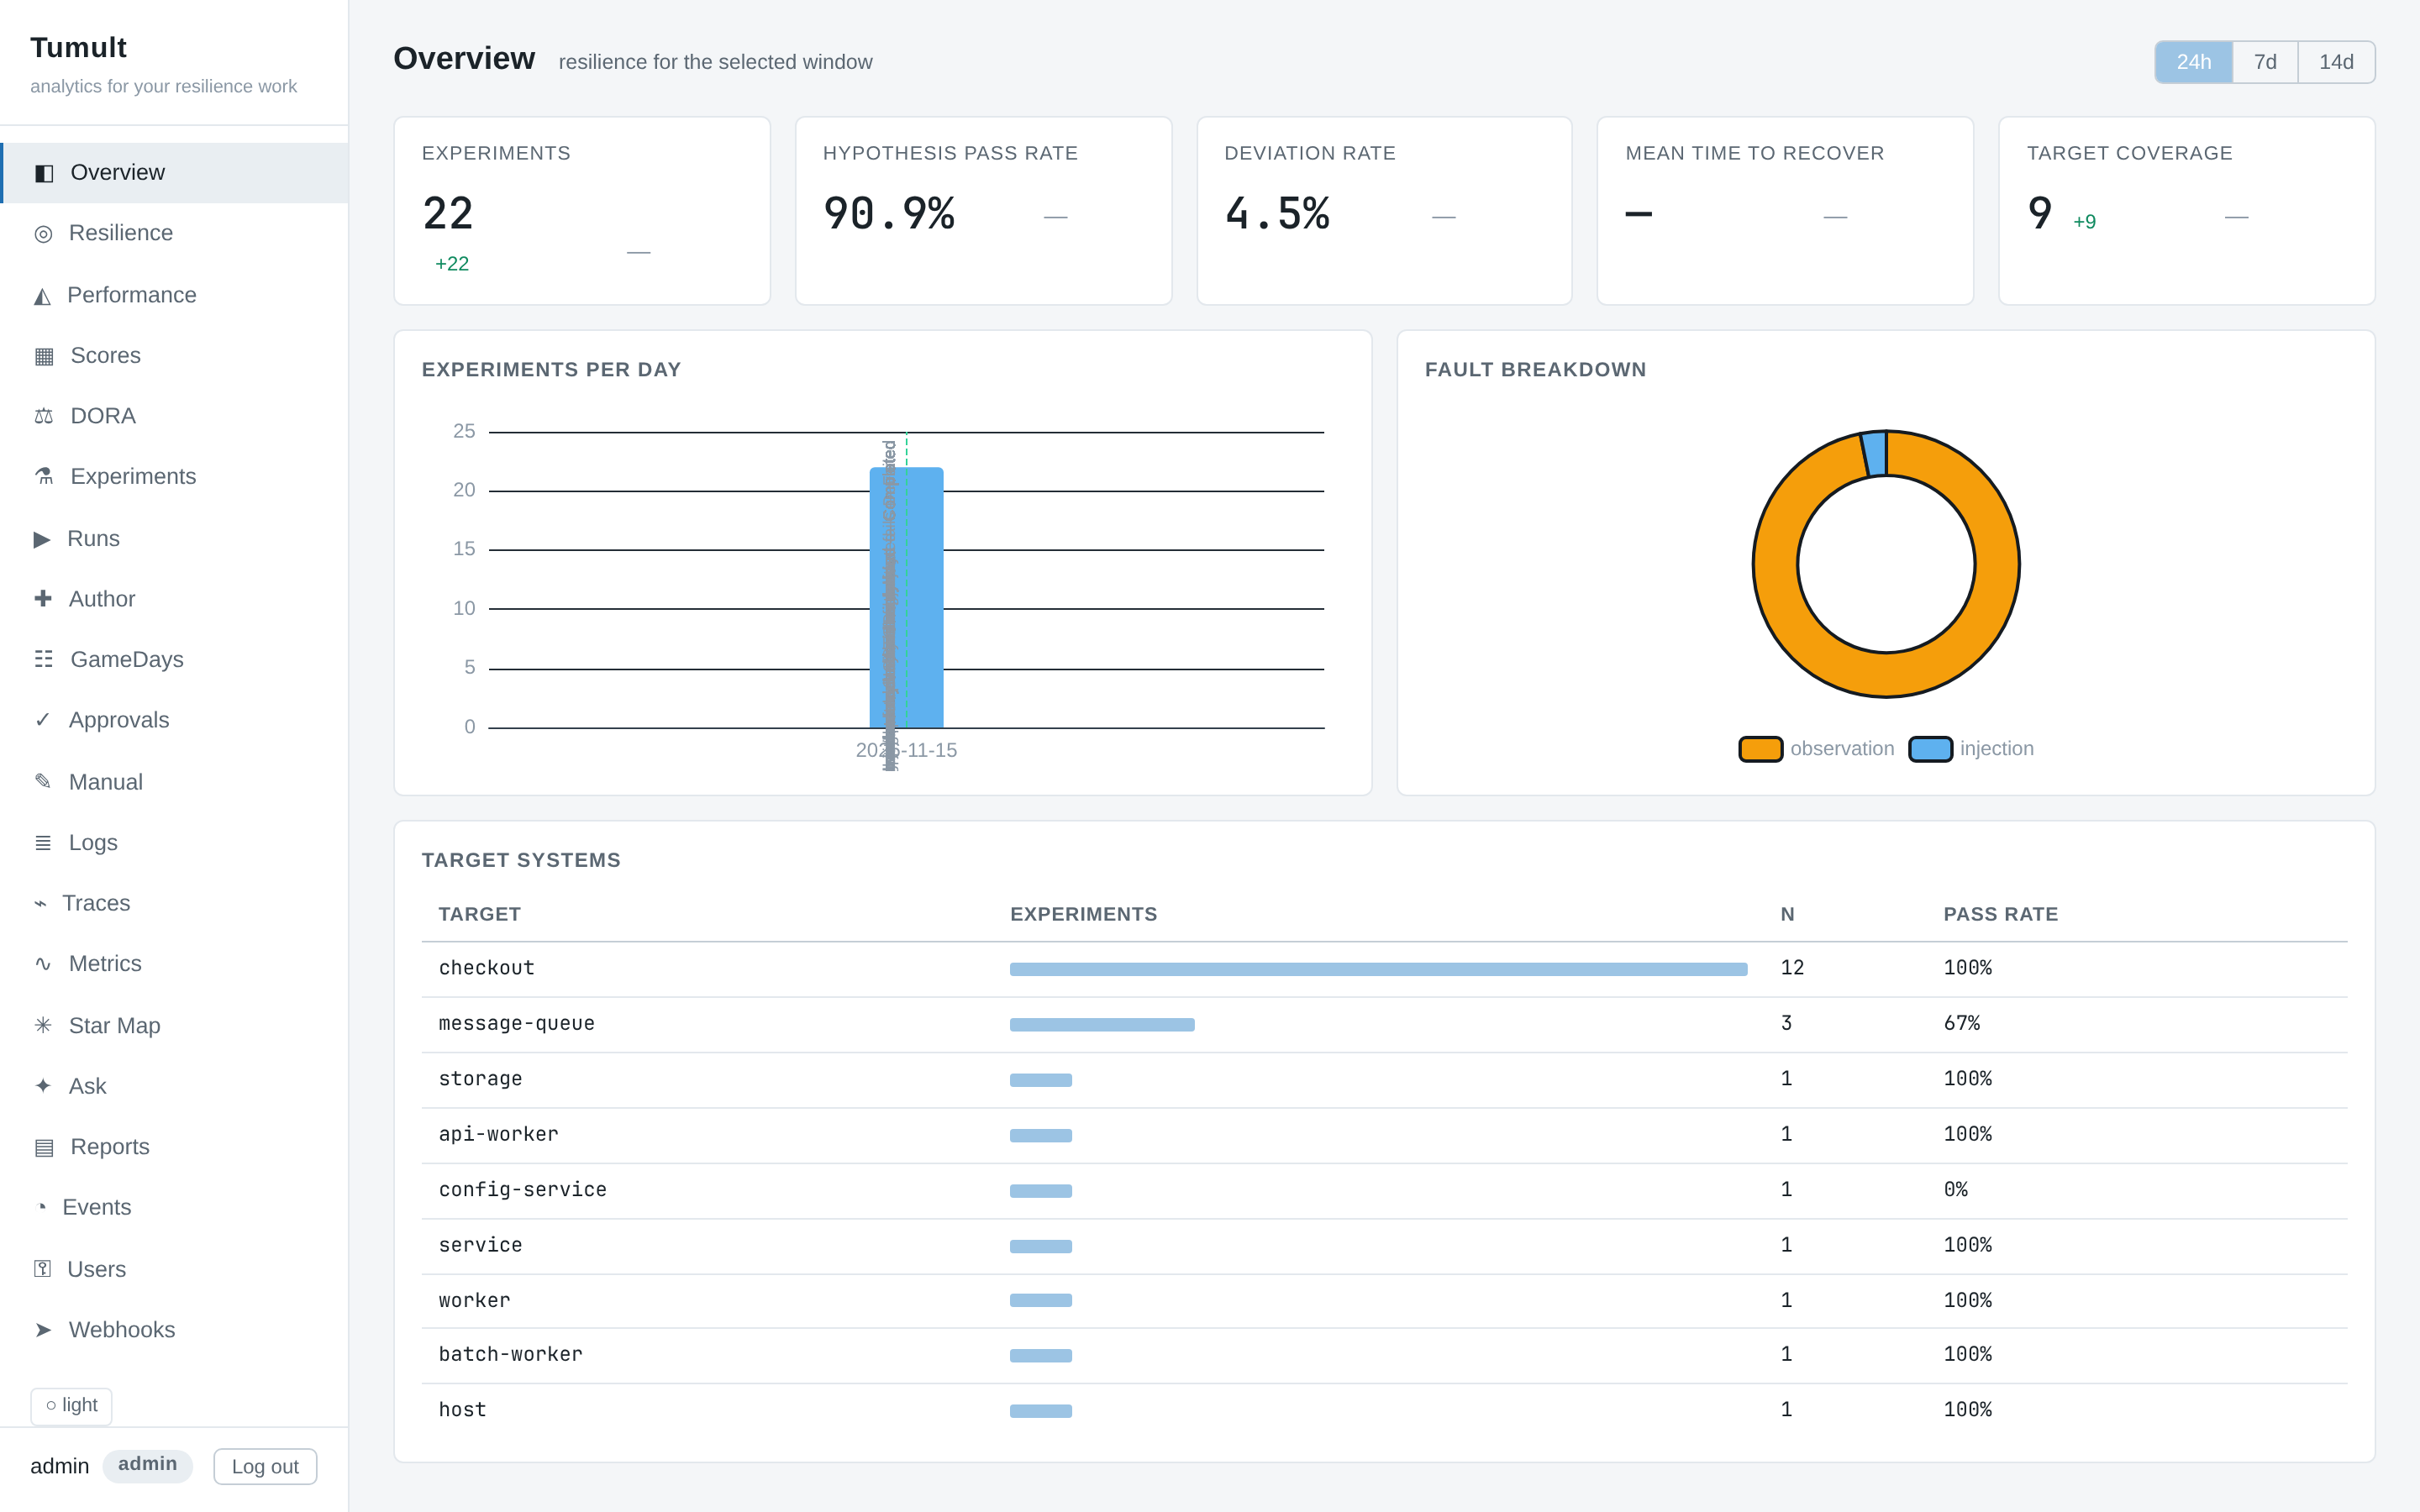 Tumult
analytics for your resilience work
Overview
Resilience
Performance
Scores
DORA
Experiments
Runs
Author
GameDays
Approvals
Manual
Logs
Traces
Metrics
Star Map
Ask
Reports
Events
Users
Webhooks
○ light
admin admin Log out
Overview resilience for the selected window
24h 7d 14d
EXPERIMENTS
22
+22
—
HYPOTHESIS PASS RATE
90.9% —
DEVIATION RATE
4.5% —
MEAN TIME TO RECOVER
— —
TARGET COVERAGE
9 +9 —
EXPERIMENTS PER DAY
25
20
15
10
5
0
FAULT BREAKDOWN
observation injection
TARGET SYSTEMS
TARGET EXPERIMENTS N PASS RATE
checkout 12 100%
message-queue 3 67%
storage 1 100%
api-worker 1 100%
config-service 1 0%
service 1 100%
worker 1 100%
batch-worker 1 100%
host 1 100%